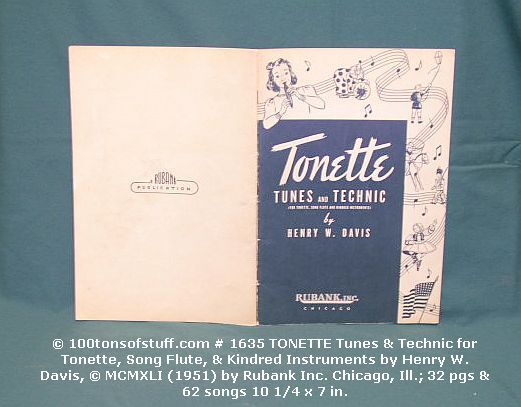 A RUBANK
PUBLICATION
Tonette
TUNES AND TECHNIC
(FOR TONETTE, SONG FLUTE AND KINDRED INSTRUMENTS)
by
HENRY W. DAVIS
RUBANK, INC.
CHICAGO
© 100tonsofstuff.com # 1635 TONETTE Tunes & Technic for
Tonette, Song Flute, & Kindred Instruments by Henry W.
Davis, © MCMXLI (1951) by Rubank Inc. Chicago, Ill.; 32 pgs &
62 songs 10 1/4 x 7 in.